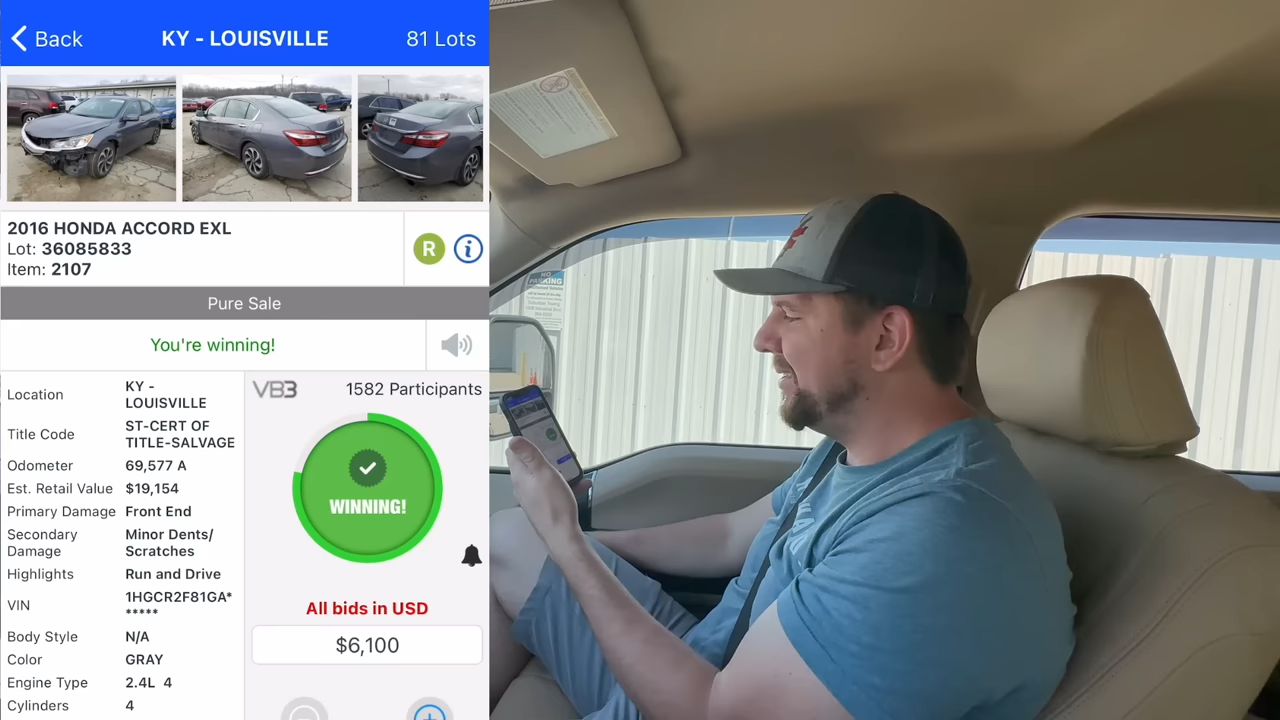 Back
KY - LOUISVILLE
81 Lots
2016 HONDA ACCORD EXL
Lot: 36085833
Item: 2107
R
i
Pure Sale
You're winning!
Location
KY -
LOUISVILLE
Title Code
ST-CERT OF
TITLE-SALVAGE
Odometer
69,577 A
Est. Retail Value
$19,154
Primary Damage
Front End
Secondary
Damage
Minor Dents/
Scratches
Highlights
Run and Drive
VIN
1HGCR2F81GA*
*****
Body Style
N/A
Color
GRAY
Engine Type
2.4L 4
Cylinders
4
VB3
1582 Participants
WINNING!
All bids in USD
$6,100
NO
PARKING